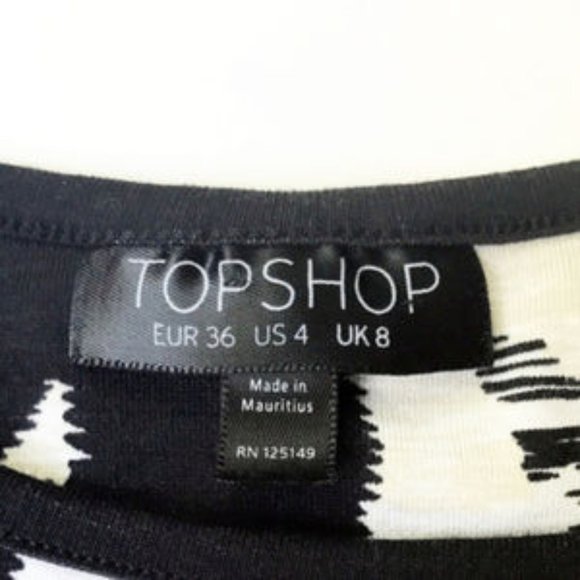 TOPSHOP
EUR 36 US 4 UK 8
Made in
Mauritius
RN 125149